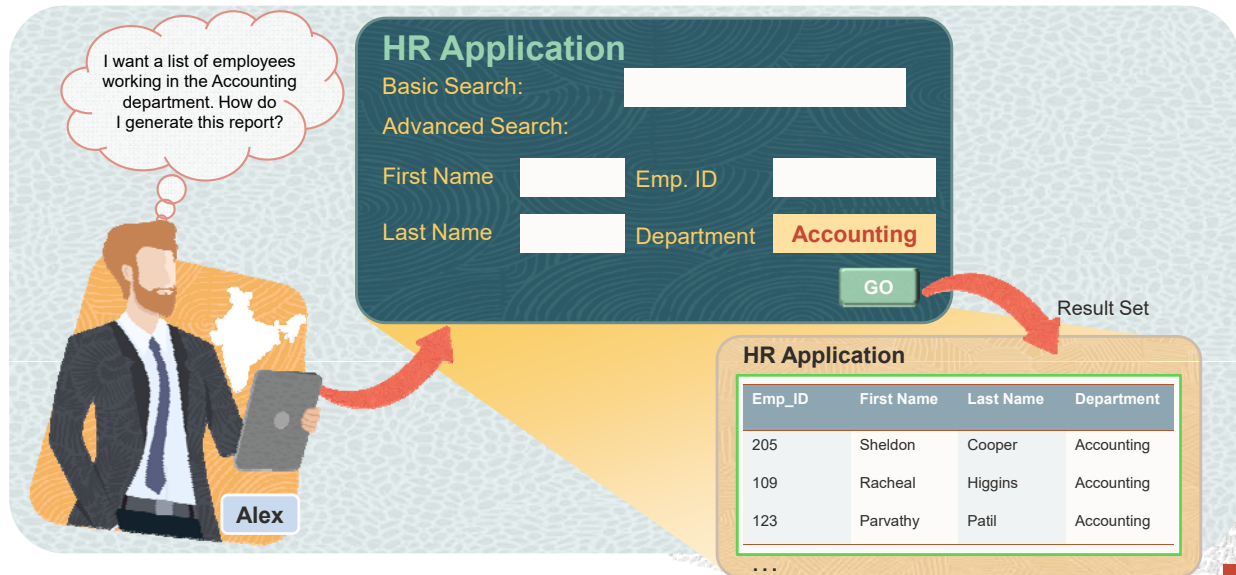 I want a list of employees
working in the Accounting
department. How do
I generate this report?
Alex
HR Application
Basic Search:
Advanced Search:
First Name Emp. ID
Last Name Department Accounting
GO
Result Set
HR Application
Emp_ID First Name Last Name Department
205 Sheldon Cooper Accounting
109 Racheal Higgins Accounting
123 Parvathy Patil Accounting
...